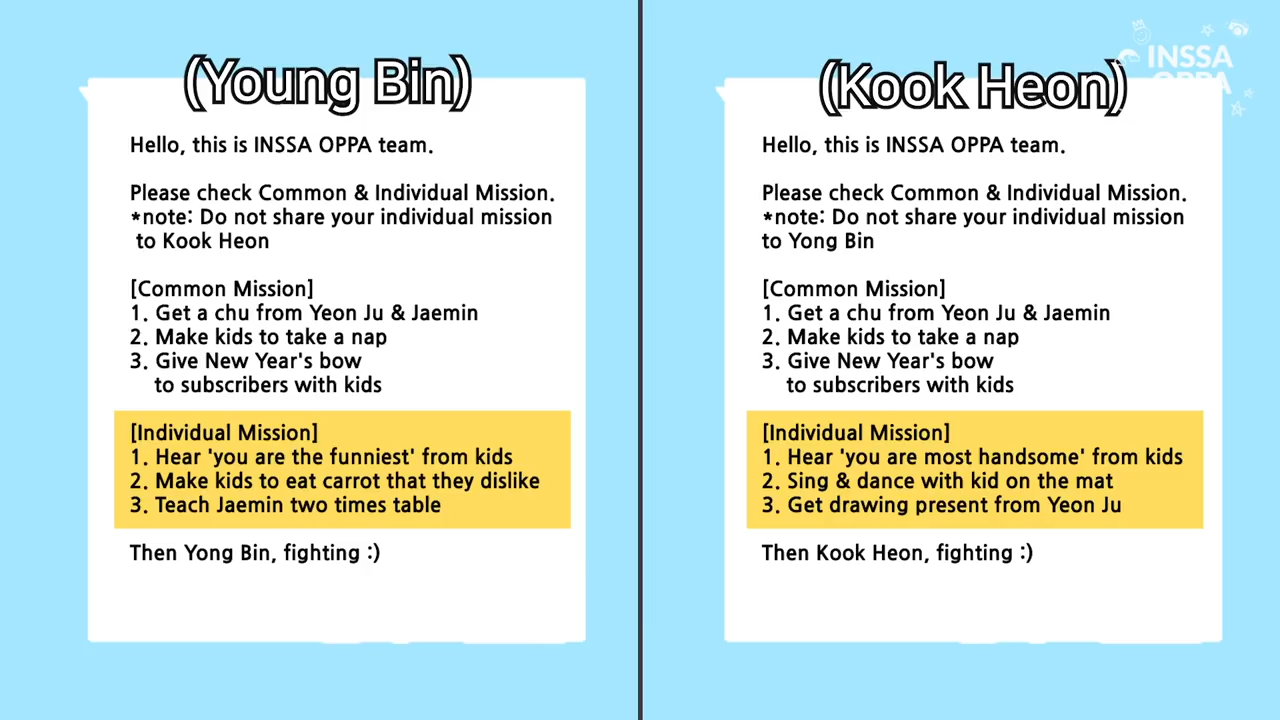 (Young Bin)
Hello, this is INSSA OPPA team.
Please check Common & Individual Mission.
*note: Do not share your individual mission
to Kook Heon
[Common Mission]
1. Get a chu from Yeon Ju & Jaemin
2. Make kids to take a nap
3. Give New Year's bow
to subscribers with kids
[Individual Mission]
1. Hear 'you are the funniest' from kids
2. Make kids to eat carrot that they dislike
3. Teach Jaemin two times table
Then Yong Bin, fighting :)
(Kook Heon)
Hello, this is INSSA OPPA team.
Please check Common & Individual Mission.
*note: Do not share your individual mission
to Yong Bin
[Common Mission]
1. Get a chu from Yeon Ju & Jaemin
2. Make kids to take a nap
3. Give New Year's bow
to subscribers with kids
[Individual Mission]
1. Hear 'you are most handsome' from kids
2. Sing & dance with kid on the mat
3. Get drawing present from Yeon Ju
Then Kook Heon, fighting :)
INSSA
OPPA